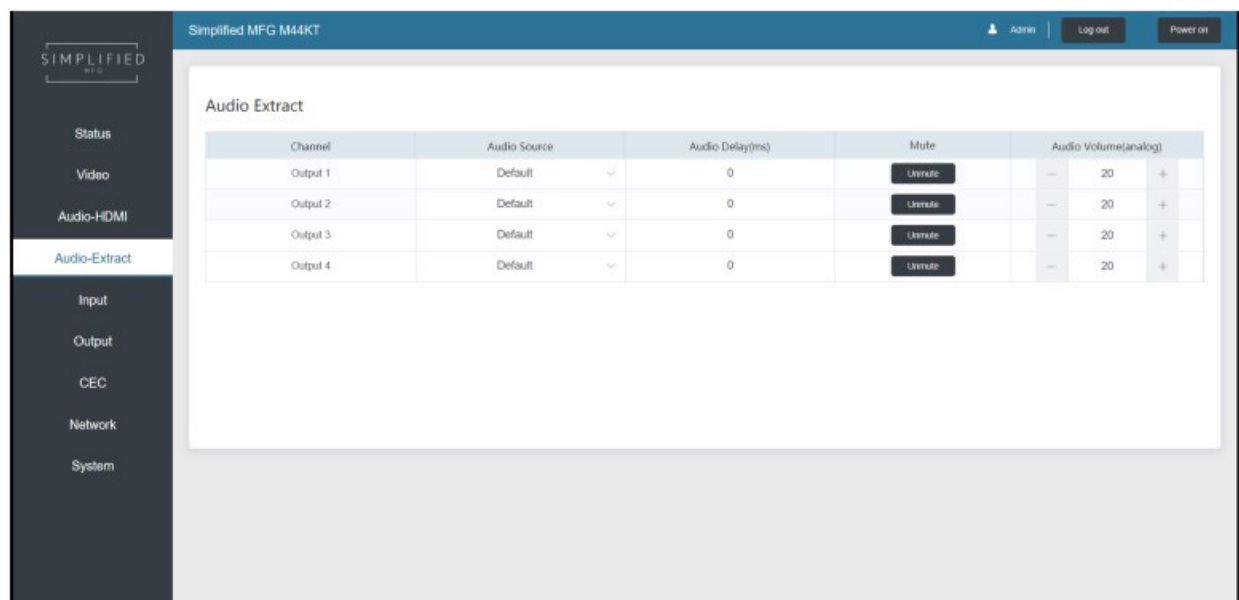 Simplified MFG M44KT
Admin
Log out
Power on
SIMPLIFIED
MFG
Status
Video
Audio-HDMI
Audio-Extract
Input
Output
CEC
Network
System
Audio Extract
Channel Audio Source Audio Delay(ms) Mute Audio Volume(analog)
Output 1 Default 0 Unmute − 20 +
Output 2 Default 0 Unmute − 20 +
Output 3 Default 0 Unmute − 20 +
Output 4 Default 0 Unmute − 20 +